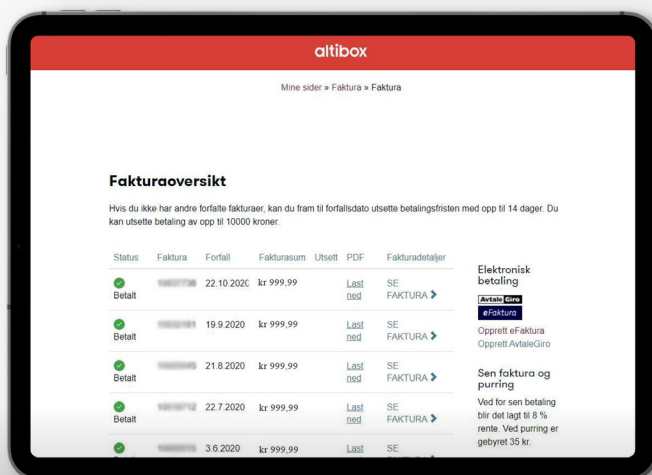 altibox
Mine sider » Faktura » Faktura
Fakturaoversikt
Hvis du ikke har andre forfalte fakturaer, kan du fram til forfallsdato utsette betalingsfristen med opp til 14 dager. Du
kan utsette betaling av opp til 10000 kroner.
Status Faktura Forfall Fakturasum Utsett PDF Fakturadetaljer
Betalt 22.10.2020 kr 999,99 Last ned SE FAKTURA
Betalt 19.9.2020 kr 999,99 Last ned SE FAKTURA
Betalt 21.8.2020 kr 999,99 Last ned SE FAKTURA
Betalt 22.7.2020 kr 999,99 Last ned SE FAKTURA
3.6.2020 kr 999,99 Last SE
Elektronisk
betaling
AvtaleGiro
eFaktura
Opprett eFaktura
Opprett AvtaleGiro
Sen faktura og
purring
Ved for sen betaling
blir det lagt til 8 %
rente. Ved purring er
gebyret 35 kr.